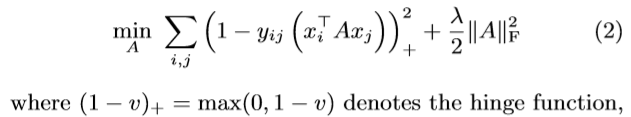 min_A ∑_{i,j} (1 − y_{ij} (x_i^⊤ A x_j))_+^2 + λ/2 ‖A‖_F^2 (2)
where (1 − v)_+ = max(0, 1 − v) denotes the hinge function,